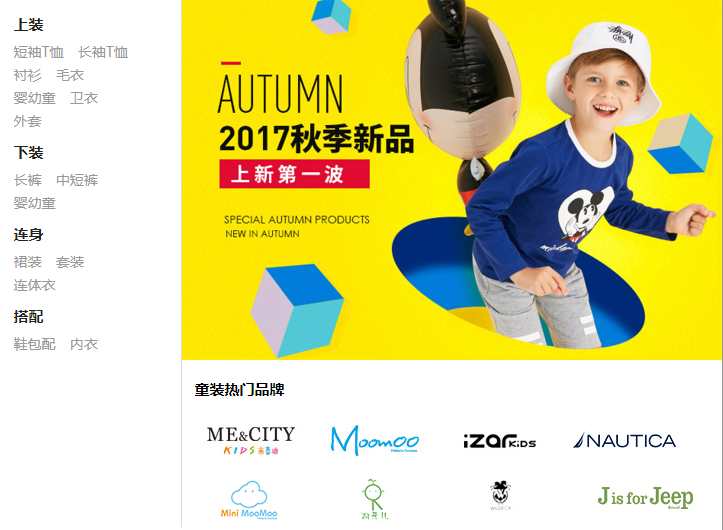 上装
短袖T恤 长袖T恤
衬衫 毛衣
婴幼童 卫衣
外套
下装
长裤 中短裤
婴幼童
连身
裙装 套装
连体衣
搭配
鞋包配 内衣
AUTUMN
2017秋季新品
上新第一波
SPECIAL AUTUMN PRODUCTS
NEW IN AUTUMN
童装热门品牌
ME&CITY
KIDS 米喜迪
Moomoo
izar KIDS
NAUTICA
Mini MooMoo
J is for Jeep